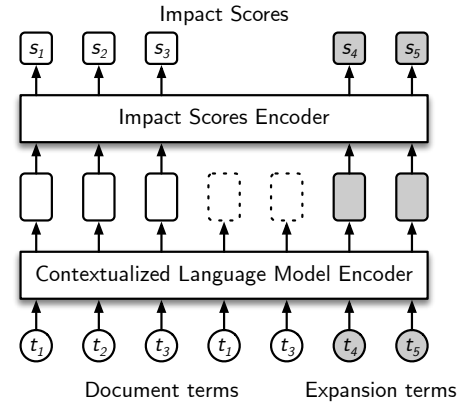 Impact Scores
s1 s2 s3 s4 s5
Impact Scores Encoder
Contextualized Language Model Encoder
t1 t2 t3 t1 t3 t4 t5
Document terms Expansion terms